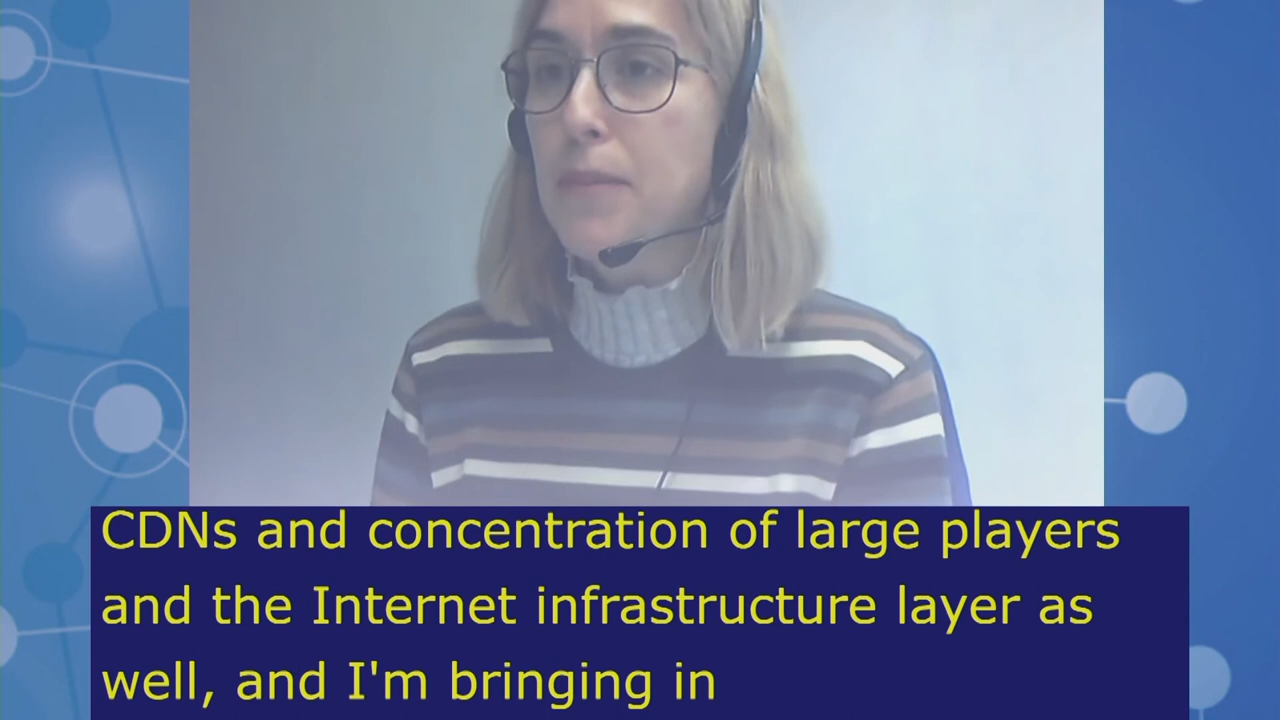 CDNs and concentration of large players
and the Internet infrastructure layer as
well, and I'm bringing in